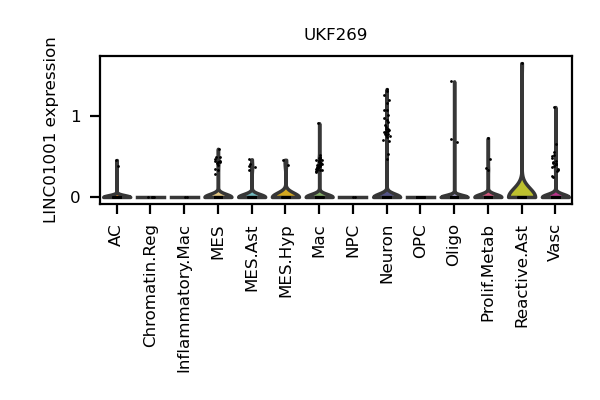 UKF269
LINC01001 expression
1
0
AC
Chromatin.Reg
Inflammatory.Mac
MES
MES.Ast
MES.Hyp
Mac
NPC
Neuron
OPC
Oligo
Prolif.Metab
Reactive.Ast
Vasc